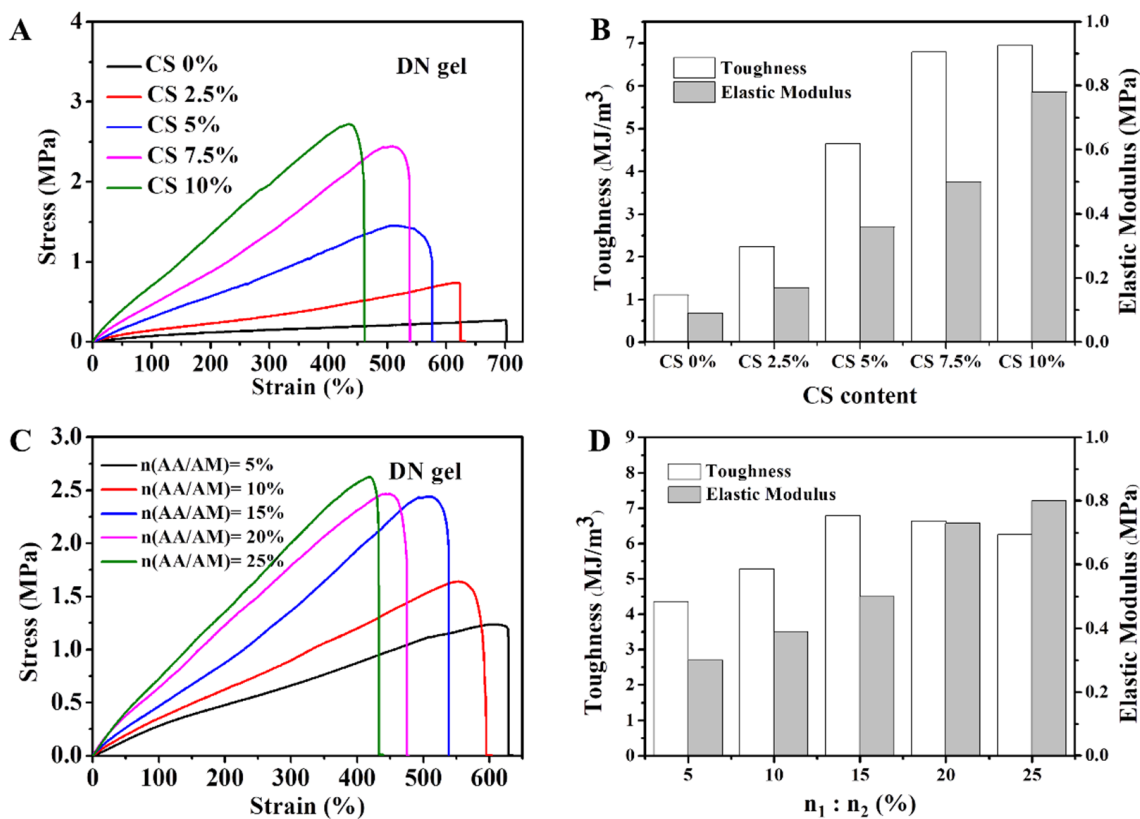 A
4
3
2
1
0
Stress (MPa)
CS 0%
CS 2.5%
CS 5%
CS 7.5%
CS 10%
DN gel
0 100 200 300 400 500 600 700
Strain (%)
B
7
6
5
4
3
2
1
0
Toughness (MJ/m³)
Toughness
Elastic Modulus
1.0
0.8
0.6
0.4
0.2
0.0
Elastic Modulus (MPa)
CS 0% CS 2.5% CS 5% CS 7.5% CS 10%
CS content
C
3.0
2.5
2.0
1.5
1.0
0.5
0.0
Stress (MPa)
n(AA/AM)= 5%
n(AA/AM)= 10%
n(AA/AM)= 15%
n(AA/AM)= 20%
n(AA/AM)= 25%
DN gel
0 100 200 300 400 500 600
Strain (%)
D
9
8
7
6
5
4
3
2
1
0
Toughness (MJ/m³)
Toughness
Elastic Modulus
1.0
0.8
0.6
0.4
0.2
0.0
Elastic Modulus (MPa)
5 10 15 20 25
n₁ : n₂ (%)